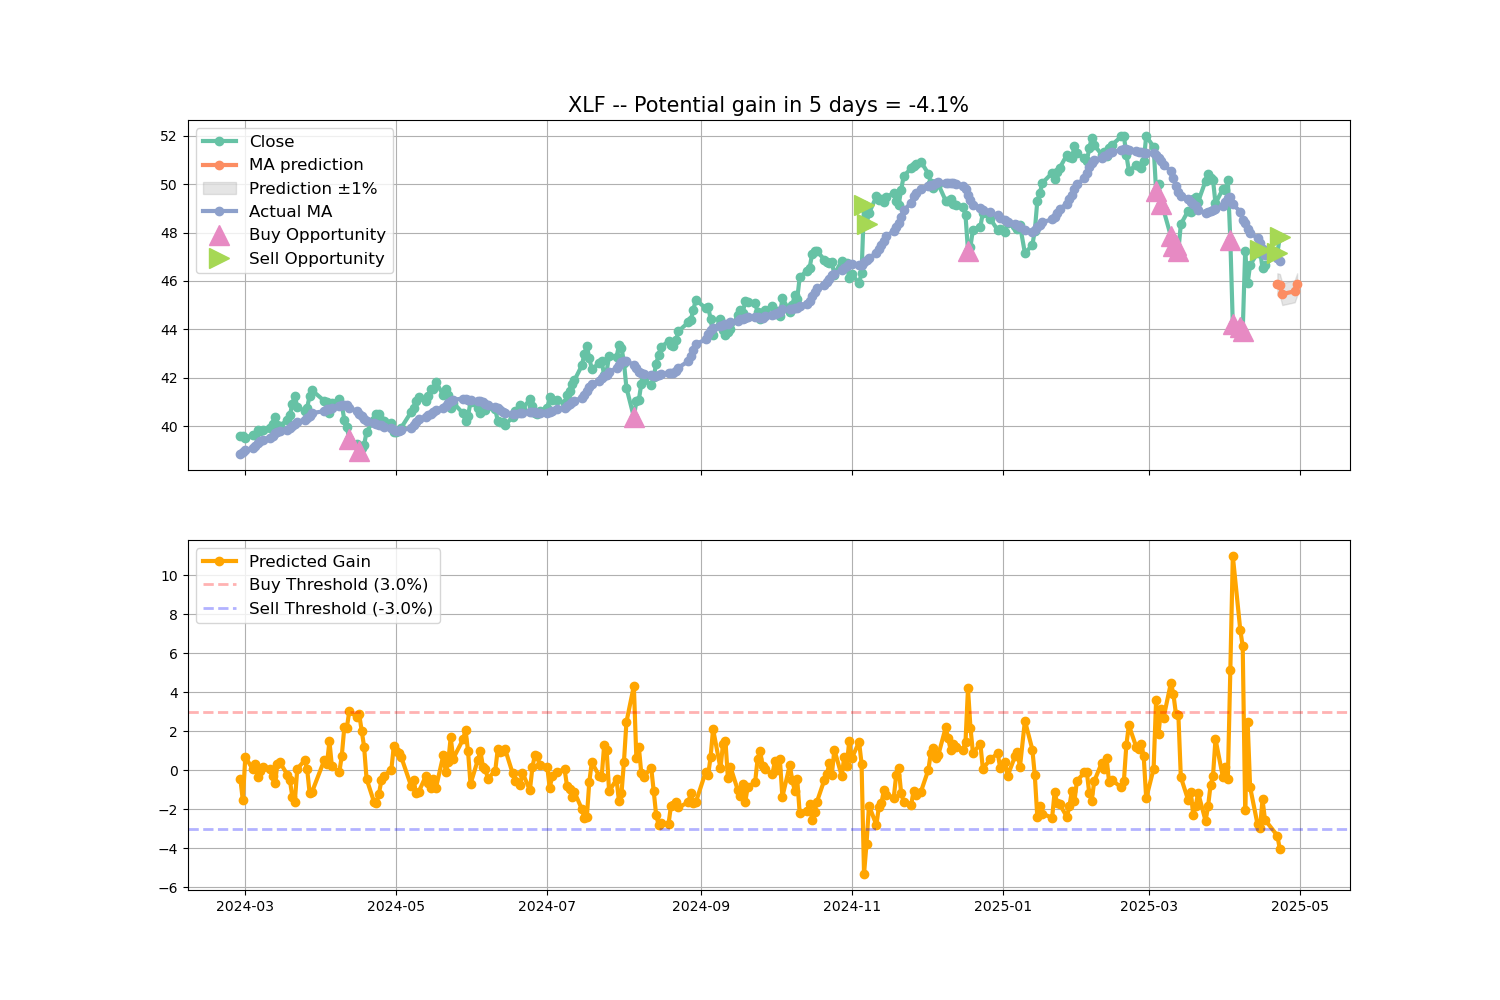 XLF -- Potential gain in 5 days = -4.1%
52
50
48
46
44
42
40
Close
MA prediction
Prediction ±1%
Actual MA
Buy Opportunity
Sell Opportunity
10
8
6
4
2
0
−2
−4
−6
Predicted Gain
Buy Threshold (3.0%)
Sell Threshold (-3.0%)
2024-03
2024-05
2024-07
2024-09
2024-11
2025-01
2025-03
2025-05